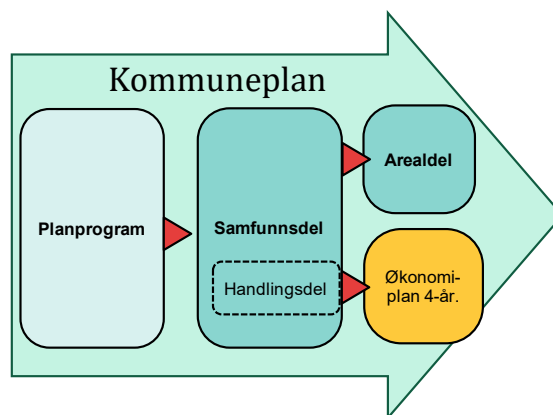 Kommuneplan
Planprogram
Samfunnsdel
Handlingsdel
Arealdel
Økonomi-
plan 4-år.